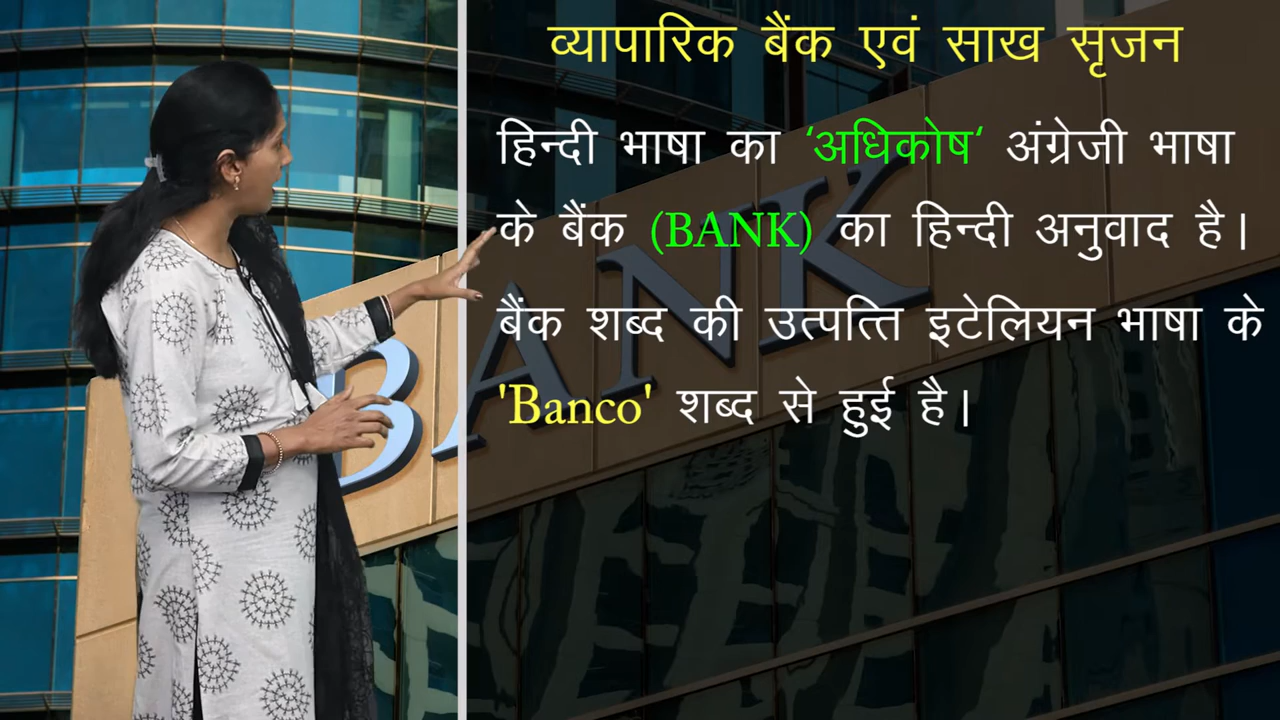 व्यापारिक बैंक एवं साख सृजन
हिन्दी भाषा का ‘अधिकोष‘ अंग्रेजी भाषा
के बैंक (BANK) का हिन्दी अनुवाद है।
बैंक शब्द की उत्पत्ति इटेलियन भाषा के
'Banco' शब्द से हुई है।
BANK